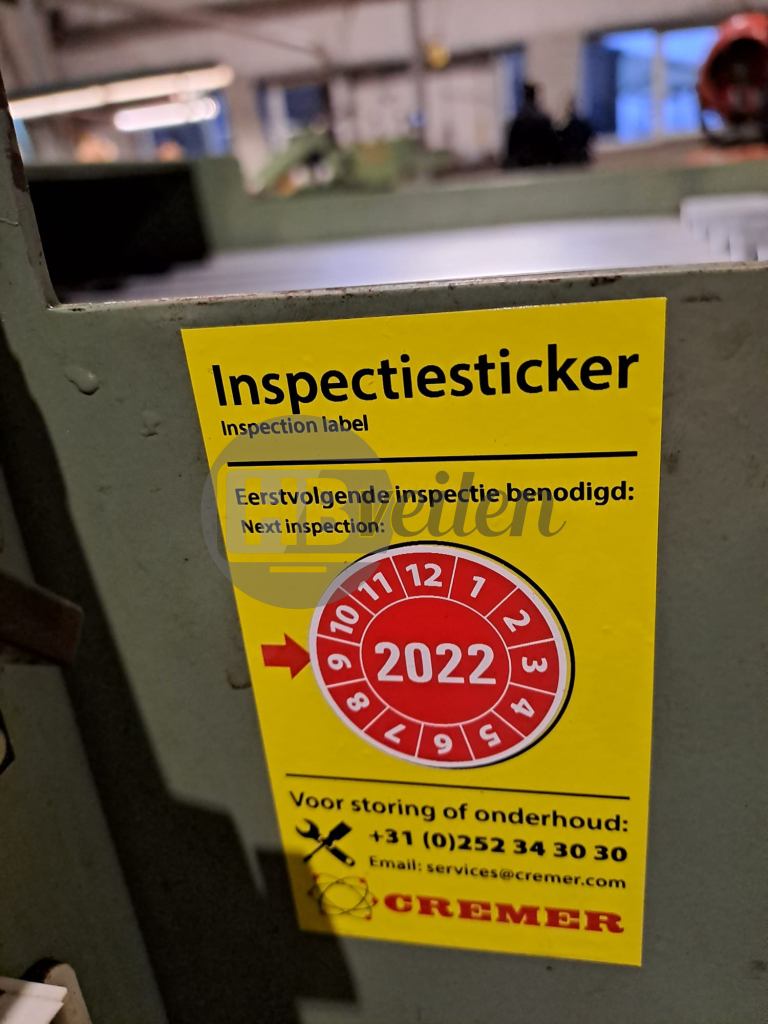 Inspectiesticker
Inspection label
Eerstvolgende inspectie benodigd:
Next inspection:
HBveilen
12
1
2
3
4
5
6
7
8
9
10
11
2022
Voor storing of onderhoud:
+31 (0)252 34 30 30
Email: services@cremer.com
CREMER